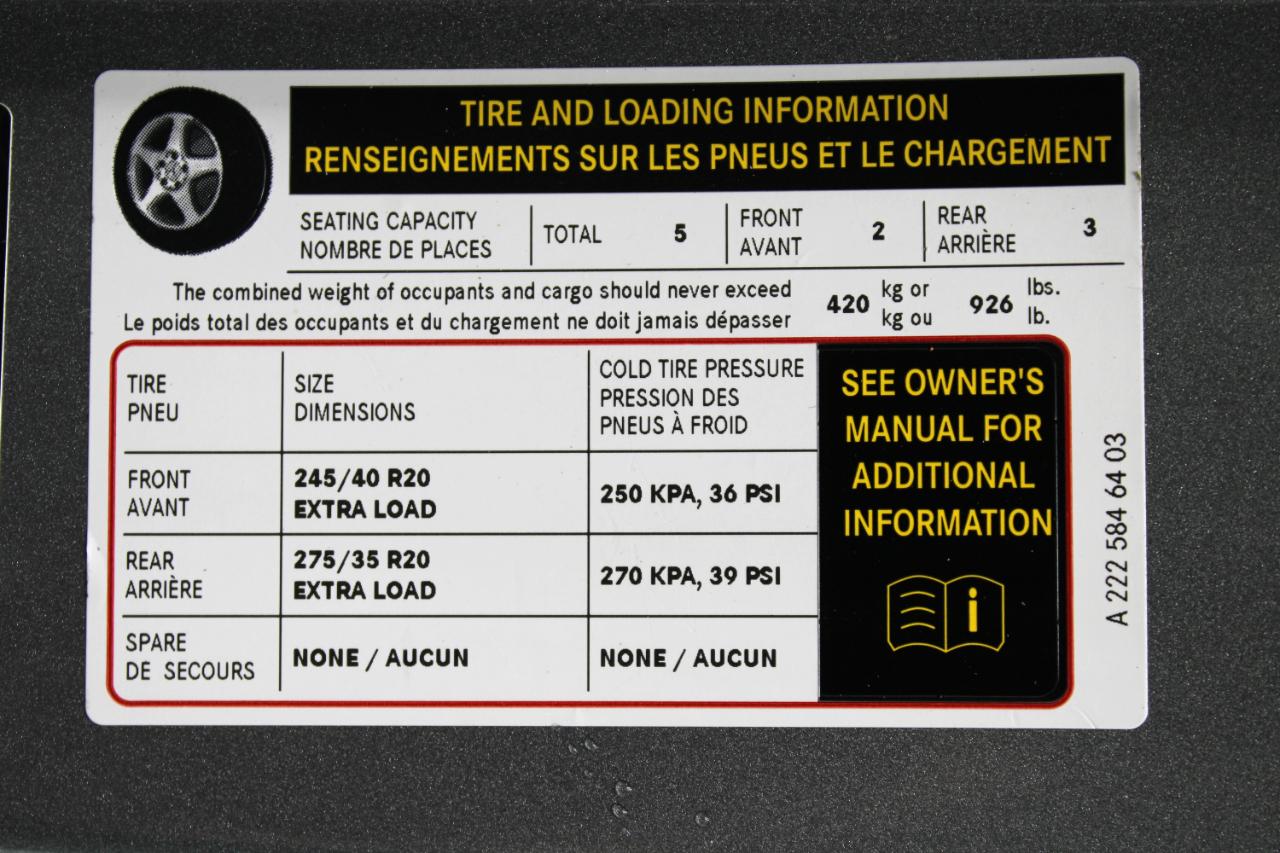 TIRE AND LOADING INFORMATION
RENSEIGNEMENTS SUR LES PNEUS ET LE CHARGEMENT
SEATING CAPACITY
NOMBRE DE PLACES
TOTAL 5
FRONT
AVANT
2
REAR
ARRIÈRE
3
The combined weight of occupants and cargo should never exceed
Le poids total des occupants et du chargement ne doit jamais dépasser
420
kg or
kg ou
926
lbs.
lb.
TIRE
PNEU
SIZE
DIMENSIONS
COLD TIRE PRESSURE
PRESSION DES
PNEUS À FROID
FRONT
AVANT
245/40 R20
EXTRA LOAD
250 KPA, 36 PSI
REAR
ARRIÈRE
275/35 R20
EXTRA LOAD
270 KPA, 39 PSI
SPARE
DE SECOURS
NONE / AUCUN
NONE / AUCUN
SEE OWNER'S
MANUAL FOR
ADDITIONAL
INFORMATION
i
A 222 584 64 03